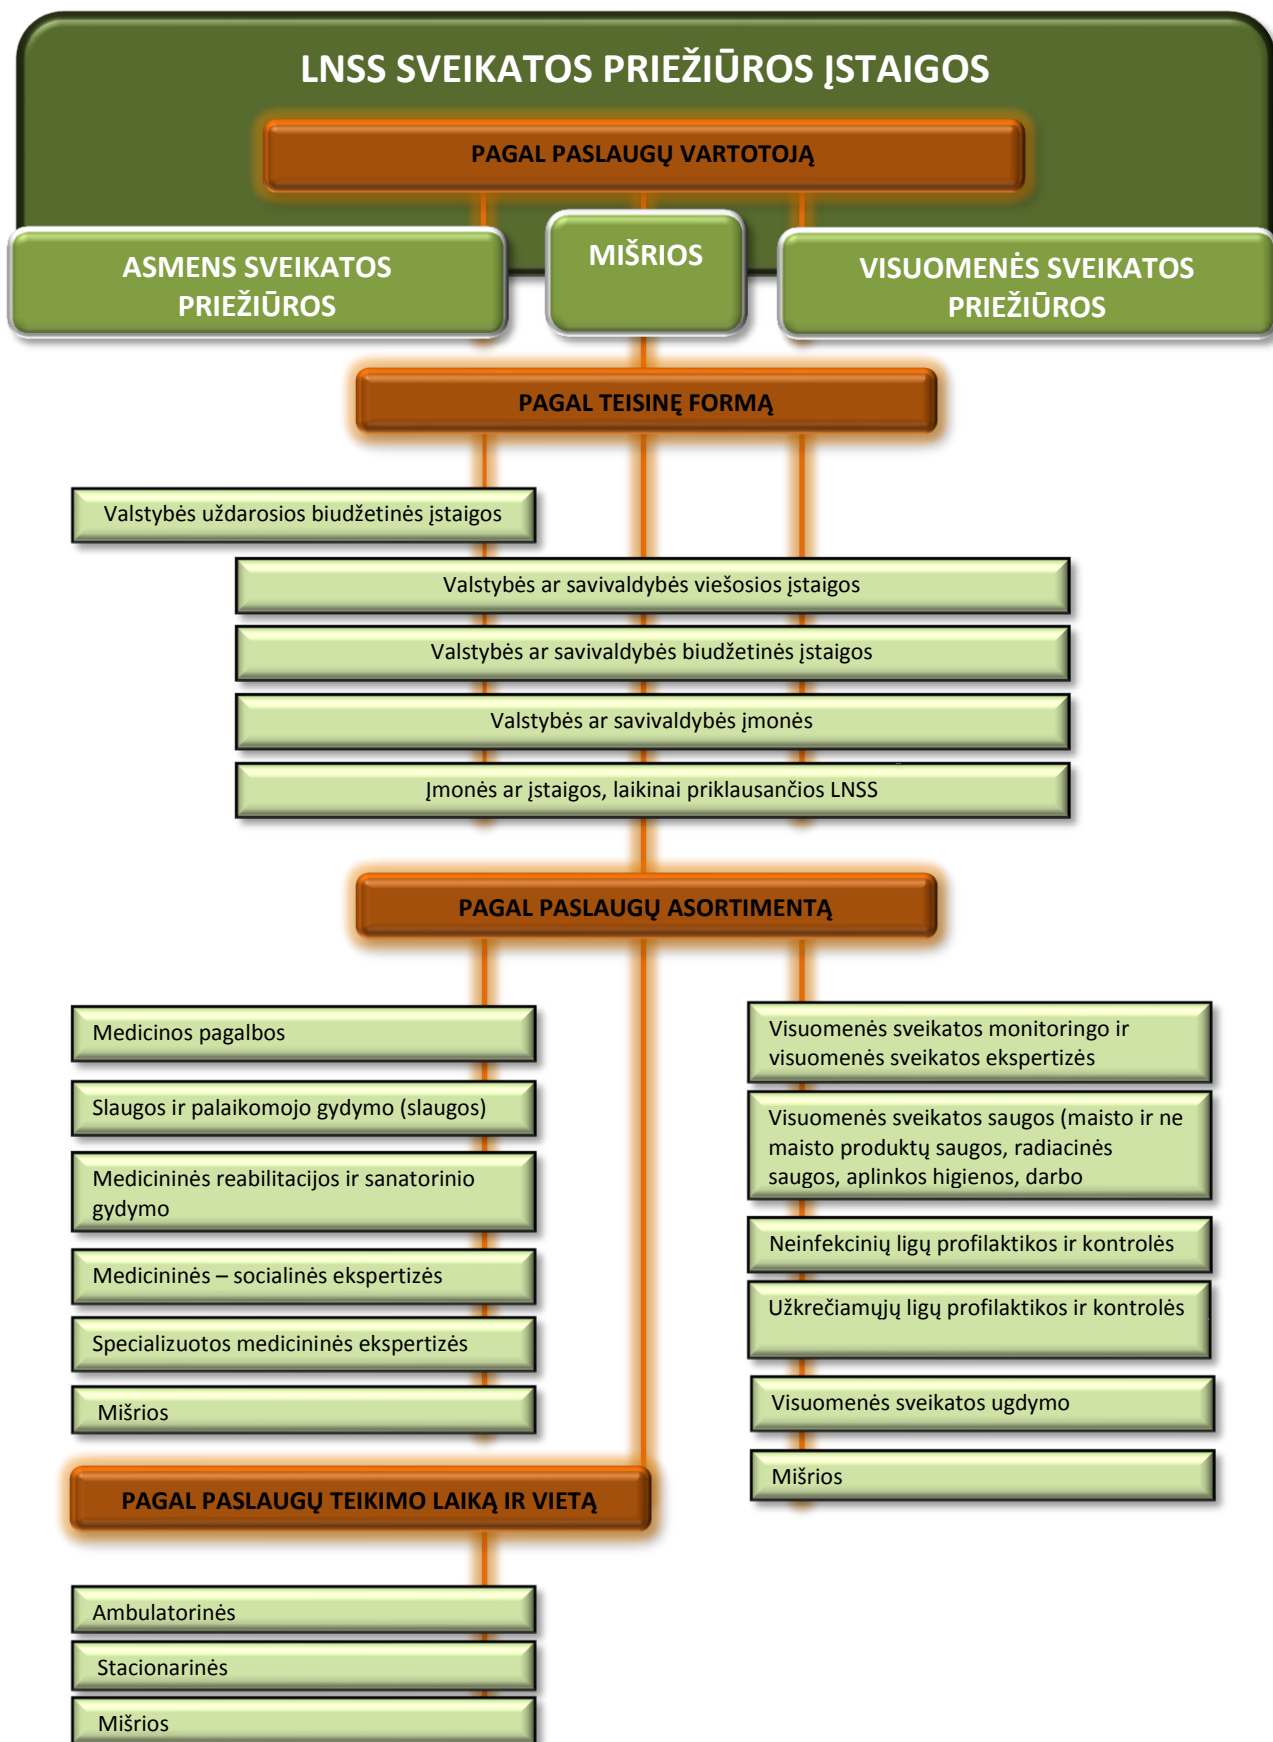 LNSS SVEIKATOS PRIEŽIŪROS ĮSTAIGOS
PAGAL PASLAUGŲ VARTOTOJĄ
ASMENS SVEIKATOS
PRIEŽIŪROS
MIŠRIOS
VISUOMENĖS SVEIKATOS
PRIEŽIŪROS
PAGAL TEISINĘ FORMĄ
Valstybės uždarosios biudžetinės įstaigos
Valstybės ar savivaldybės viešosios įstaigos
Valstybės ar savivaldybės biudžetinės įstaigos
Valstybės ar savivaldybės įmonės
Įmonės ar įstaigos, laikinai priklausančios LNSS
PAGAL PASLAUGŲ ASORTIMENTĄ
Medicinos pagalbos
Slaugos ir palaikomojo gydymo (slaugos)
Medicininės reabilitacijos ir sanatorinio
gydymo
Medicininės – socialinės ekspertizės
Specializuotos medicininės ekspertizės
Mišrios
Visuomenės sveikatos monitoringo ir
visuomenės sveikatos ekspertizės
Visuomenės sveikatos saugos (maisto ir ne
maisto produktų saugos, radiacinės
saugos, aplinkos higienos, darbo
Neinfekcinių ligų profilaktikos ir kontrolės
Užkrečiamųjų ligų profilaktikos ir kontrolės
Visuomenės sveikatos ugdymo
Mišrios
PAGAL PASLAUGŲ TEIKIMO LAIKĄ IR VIETĄ
Ambulatorinės
Stacionarinės
Mišrios